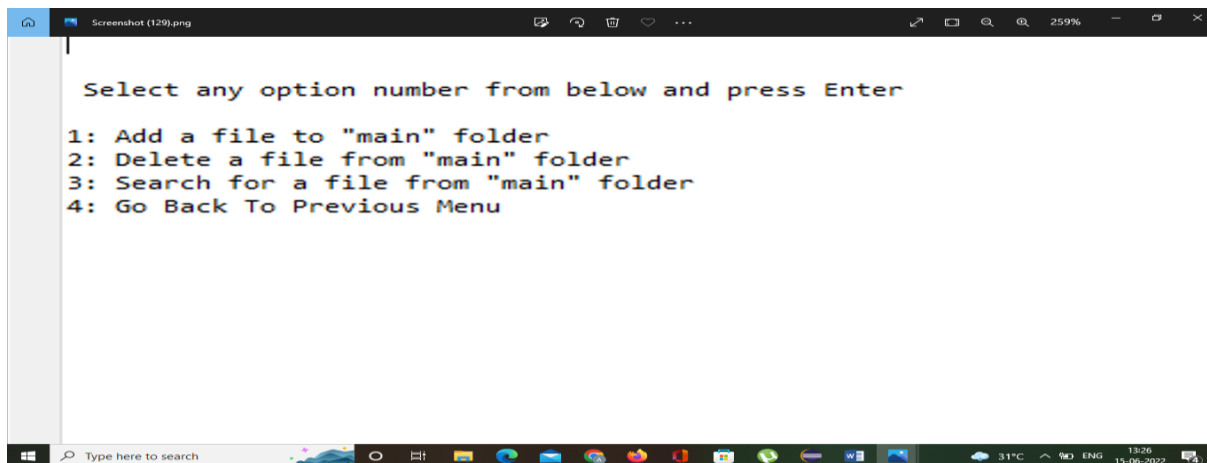 Screenshot (129).png
259%
Select any option number from below and press Enter
1: Add a file to "main" folder
2: Delete a file from "main" folder
3: Search for a file from "main" folder
4: Go Back To Previous Menu
Type here to search
31°C
ENG
13:26
15-06-2022
4